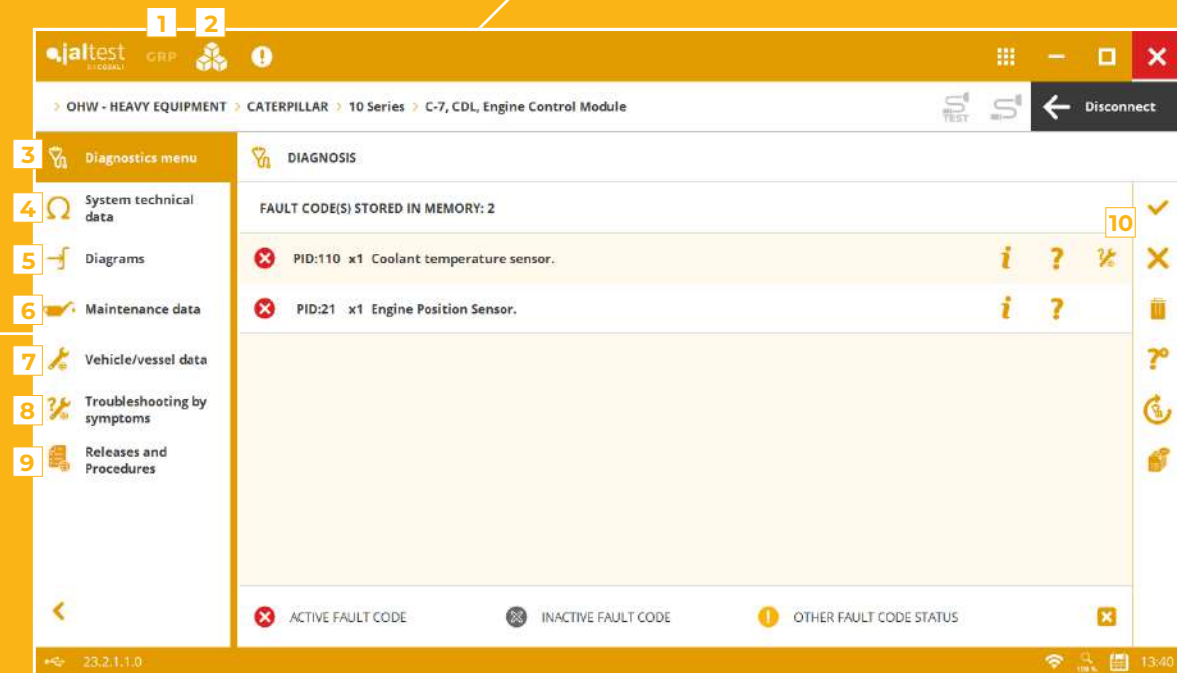 1 2
jaltest GRP
BY COJALI
> OHW - HEAVY EQUIPMENT > CATERPILLAR > 10 Series > C-7, CDL, Engine Control Module
TEST
Disconnect
3 Diagnostics menu
DIAGNOSIS
4 System technical
data
FAULT CODE(S) STORED IN MEMORY: 2
10
5 Diagrams
PID:110 x1 Coolant temperature sensor.
6 Maintenance data
PID:21 x1 Engine Position Sensor.
7 Vehicle/vessel data
8 Troubleshooting by
symptoms
9 Releases and
Procedures
ACTIVE FAULT CODE INACTIVE FAULT CODE OTHER FAULT CODE STATUS
23.2.1.1.0
13:40